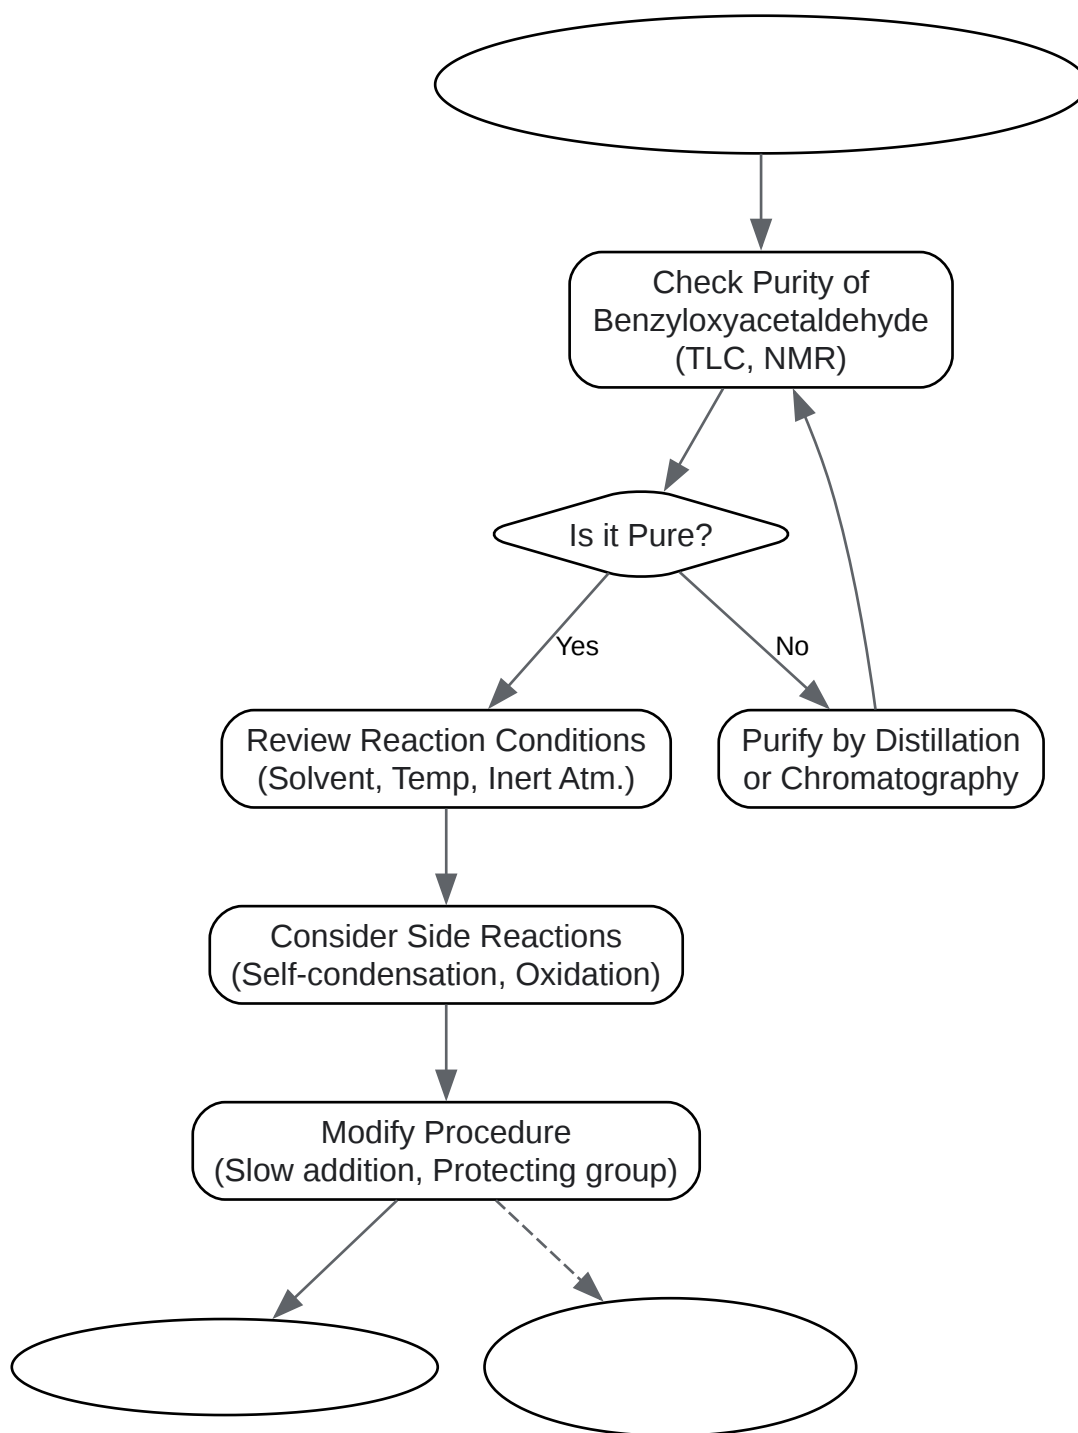 Check Purity of
Benzyloxyacetaldehyde
(TLC, NMR)
Is it Pure?
Yes
No
Review Reaction Conditions
(Solvent, Temp, Inert Atm.)
Purify by Distillation
or Chromatography
Consider Side Reactions
(Self-condensation, Oxidation)
Modify Procedure
(Slow addition, Protecting group)